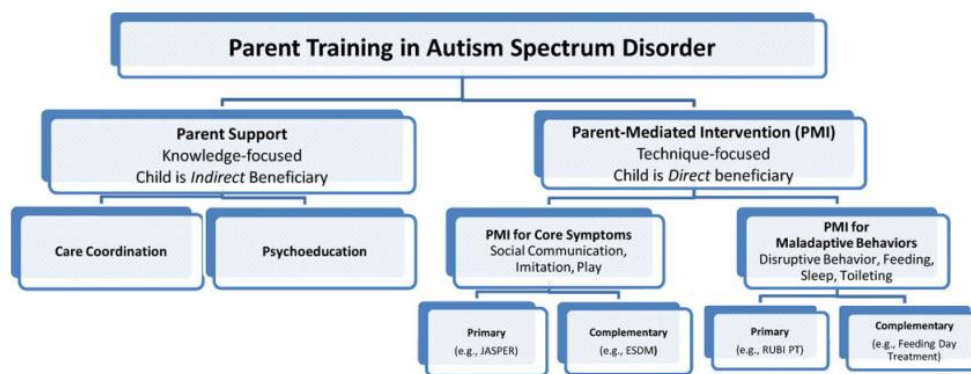 Parent Training in Autism Spectrum Disorder
Parent Support
Knowledge-focused
Child is Indirect Beneficiary
Parent-Mediated Intervention (PMI)
Technique-focused
Child is Direct beneficiary
Care Coordination
Psychoeducation
PMI for Core Symptoms
Social Communication,
Imitation, Play
PMI for
Maladaptive Behaviors
Disruptive Behavior, Feeding,
Sleep, Toileting
Primary
(e.g., JASPER)
Complementary
(e.g., ESDM)
Primary
(e.g., RUBI PT)
Complementary
(e.g., Feeding Day
Treatment)